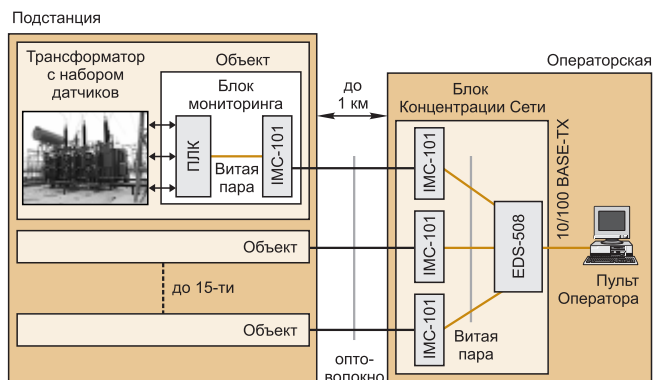 Подстанция
Трансформатор
с набором
датчиков
Объект
Блок
мониторинга
ПЛК
Витая
пара
IMC-101
Объект
до 15-ти
Объект
до
1 км
опто-
волокно
Операторская
Блок
Концентрации Сети
IMC-101
IMC-101
IMC-101
Витая
пара
EDS-508
10/100 BASE-TX
Пульт
Оператора